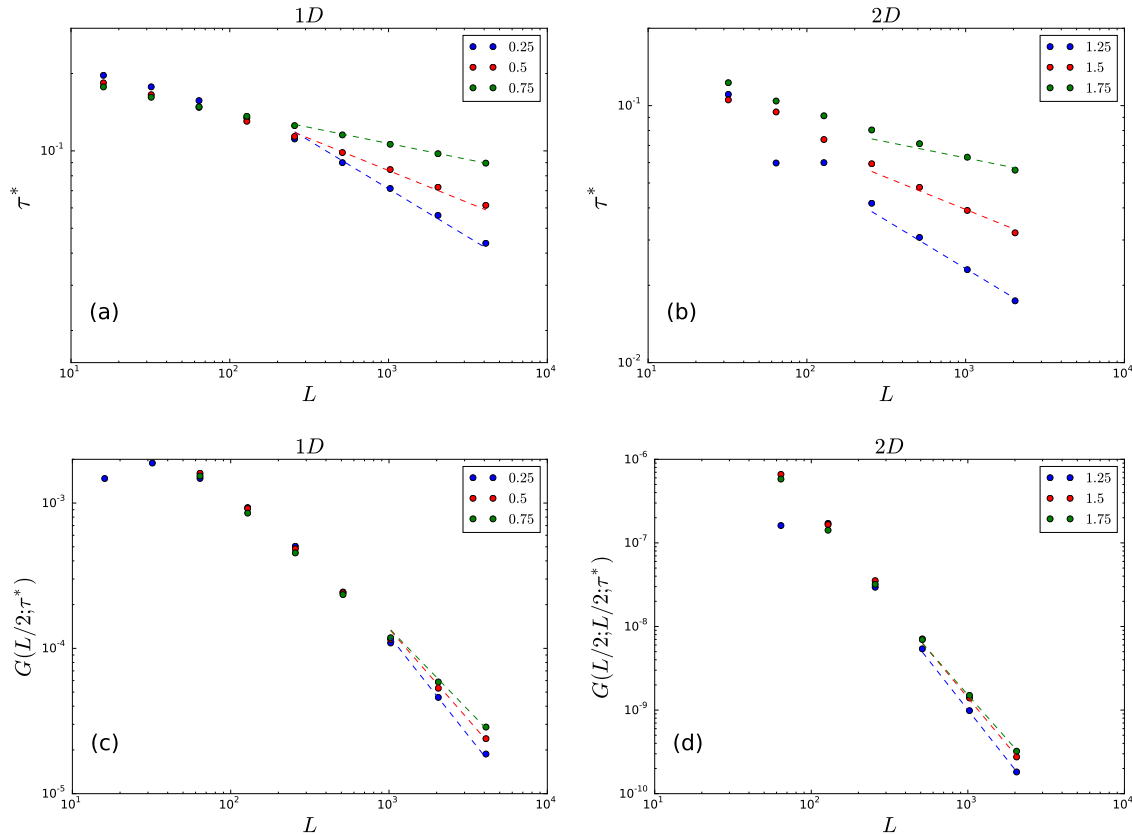 1D
2D
0.25
0.5
0.75
1.25
1.5
1.75
10^{-1}
10^{-1}
10^{-2}
τ*
τ*
(a)
(b)
10^1 10^2 10^3 10^4
10^1 10^2 10^3 10^4
L
L
1D
2D
0.25
0.5
0.75
1.25
1.5
1.75
10^{-3}
10^{-4}
10^{-5}
10^{-6}
10^{-7}
10^{-8}
10^{-9}
10^{-10}
G(L/2;τ*)
G(L/2;L/2;τ*)
(c)
(d)
10^1 10^2 10^3 10^4
10^1 10^2 10^3 10^4
L
L